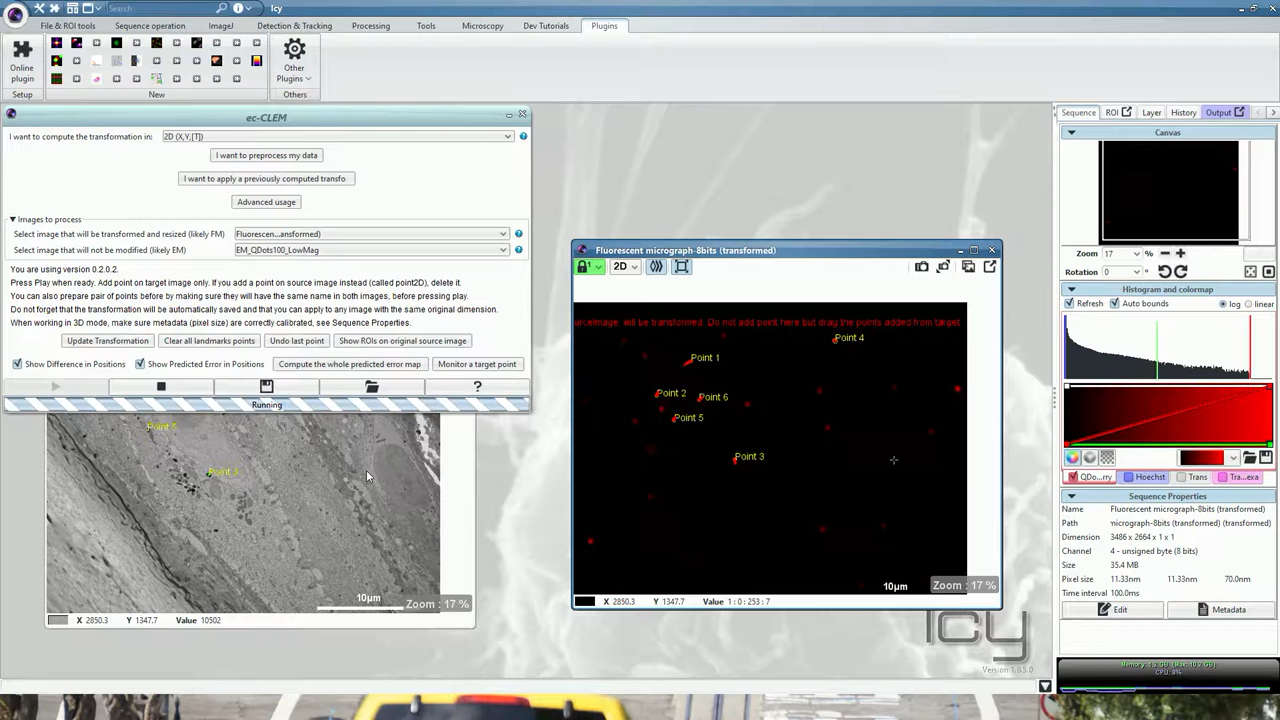 Search
Icy
File & ROI tools Sequence operation ImageJ Detection & Tracking Processing Tools Microscopy Dev Tutorials Plugins
Online plugin
Other Plugins
Setup New Others
ec-CLEM
I want to compute the transformation in: 2D (X,Y,[T])
I want to preprocess my data
I want to apply a previously computed transfo
Advanced usage
Images to process
Select image that will be transformed and resized (likely FM) Fluorescen...ansformed)
Select image that will not be modified (likely EM) EM_QDots100_LowMag
You are using version 0.2.0.2.
Press Play when ready. Add point on target image only. If you add a point on source image instead (called point2D), delete it.
You can also prepare pair of points before by making sure they will have the same name in both images, before pressing play.
Do not forget that the transformation will be automatically saved and that you can apply to any image with the same original dimension.
When working in 3D mode, make sure metadata (pixel size) are correctly calibrated, see Sequence Properties.
Update Transformation Clear all landmarks points Undo last point Show ROIs on original source image
Show Difference in Positions Show Predicted Error in Positions Compute the whole predicted error map Monitor a target point
?
Running
Point 3
10µm
Zoom : 17 %
X 2850.3 Y 1347.7 Value 10502
Fluorescent micrograph-8bits (transformed)
2D
ourceImage, will be transformed. Do not add point here but drag the points added from target
Point 4
Point 1
Point 2
Point 6
Point 5
Point 3
10µm
Zoom : 17 %
X 2850.3 Y 1347.7 Value 1 : 0 : 253 : 7
Icy
Version 1.8.5.0
Sequence ROI Layer History Output
Canvas
Zoom 17 %
Rotation 0 °
Histogram and colormap
Refresh Auto bounds log linear
QDo...rry Hoechst Trans Tra...exa
Sequence Properties
Name Fluorescent micrograph-8bits (transformed)
Path micrograph-8bits (transformed) (transformed)
Dimension 3486 x 2664 x 1 x 1
Channel 4 - unsigned byte (8 bits)
Size 35.4 MB
Pixel size 11.33nm 11.33nm 70.0nm
Time interval 100.0ms
Edit Metadata
CPU: 8%